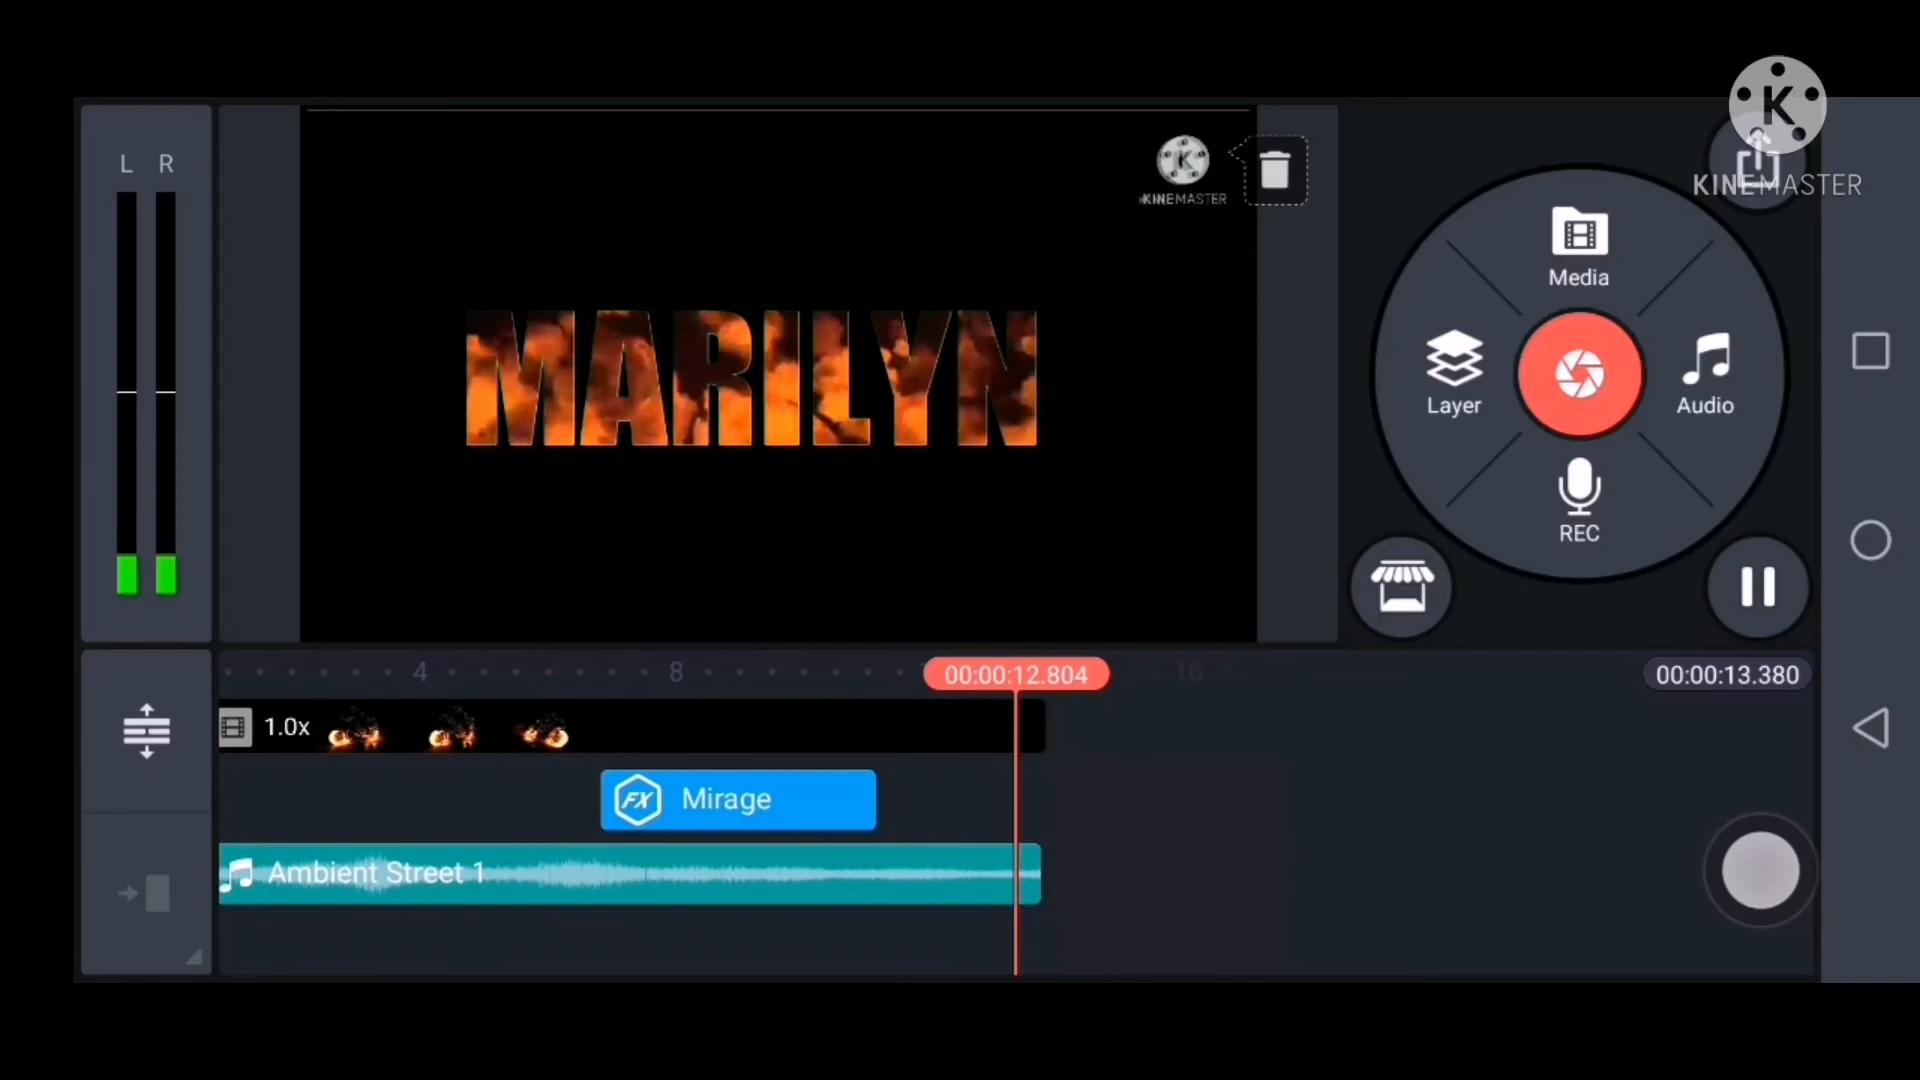 L R
KINEMASTER
KINEMASTER
MARILYN
Media
Layer
Audio
REC
4 8 16
00:00:12.804
00:00:13.380
1.0x
FX Mirage
Ambient Street 1